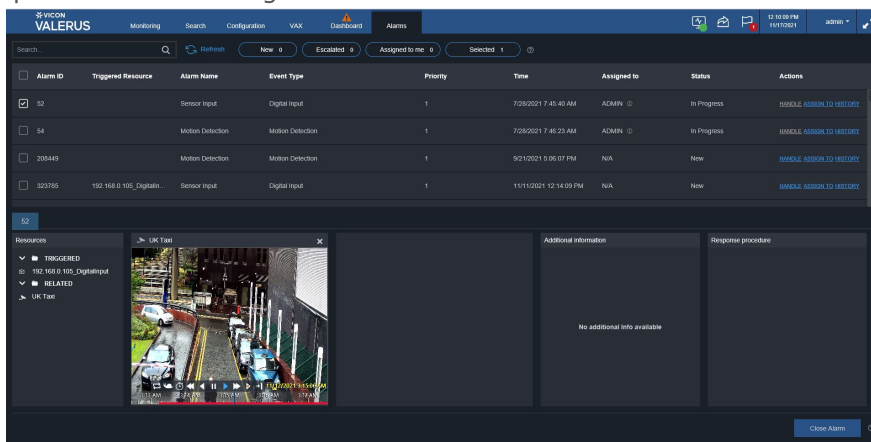 VICON
VALERUS Monitoring Search Configuration VAX Dashboard Alarms 12:10:09 PM 11/17/2021 admin
Search... Refresh New 0 Escalated 0 Assigned to me 0 Selected 1
Alarm ID Triggered Resource Alarm Name Event Type Priority Time Assigned to Status Actions
52 Sensor Input Digital Input 1 7/28/2021 7:45:40 AM ADMIN In Progress HANDLE ASSIGN TO HISTORY
54 Motion Detection Motion Detection 1 7/28/2021 7:46:23 AM ADMIN In Progress HANDLE ASSIGN TO HISTORY
208449 Motion Detection Motion Detection 1 9/21/2021 5:06:07 PM N/A New HANDLE ASSIGN TO HISTORY
323785 192.168.0.105_DigitalIn... Sensor Input Digital Input 1 11/11/2021 12:14:09 PM N/A New HANDLE ASSIGN TO HISTORY
52
Resources UK Taxi Additional information Response procedure
TRIGGERED
192.168.0.105_DigitalInput
RELATED
UK Taxi
No additional info available
Close Alarm